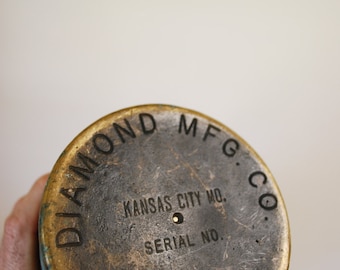 DIAMOND MFG. CO.
KANSAS CITY MO.
SERIAL NO.